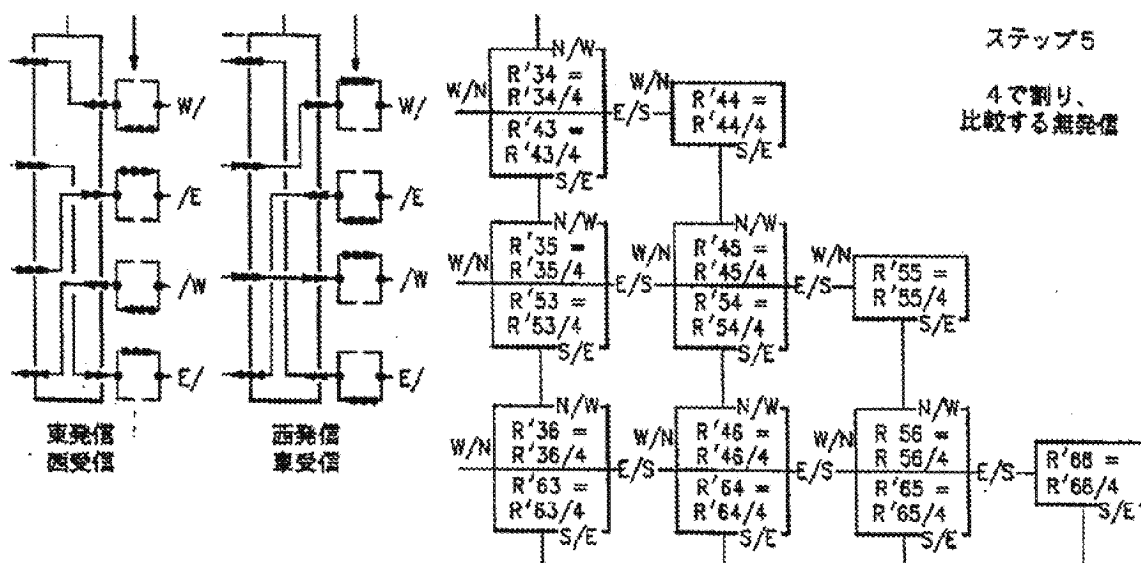 W/
/E
/W
E/
東発信
西受信
W/
/E
/W
E/
西発信
東受信
ステップ5
4で割り、
比較する無発信
N/W
W/N
R'34 =
R'34/4
R'43 =
R'43/4
E/S
S/E
W/N
R'44 =
R'44/4
S/E
N/W
W/N
R'35 =
R'35/4
R'53 =
R'53/4
E/S
S/E
N/W
W/N
R'45 =
R'45/4
R'54 =
R'54/4
E/S
S/E
R'55 =
R'55/4
S/E
N/W
W/N
R'36 =
R'36/4
R'63 =
R'63/4
E/S
S/E
N/W
W/N
R'46 =
R'46/4
R'64 =
R'64/4
E/S
S/E
N/W
W/N
R 56 =
R 56/4
R'65 =
R'65/4
E/S
S/E
R'66 =
R'66/4
S/E